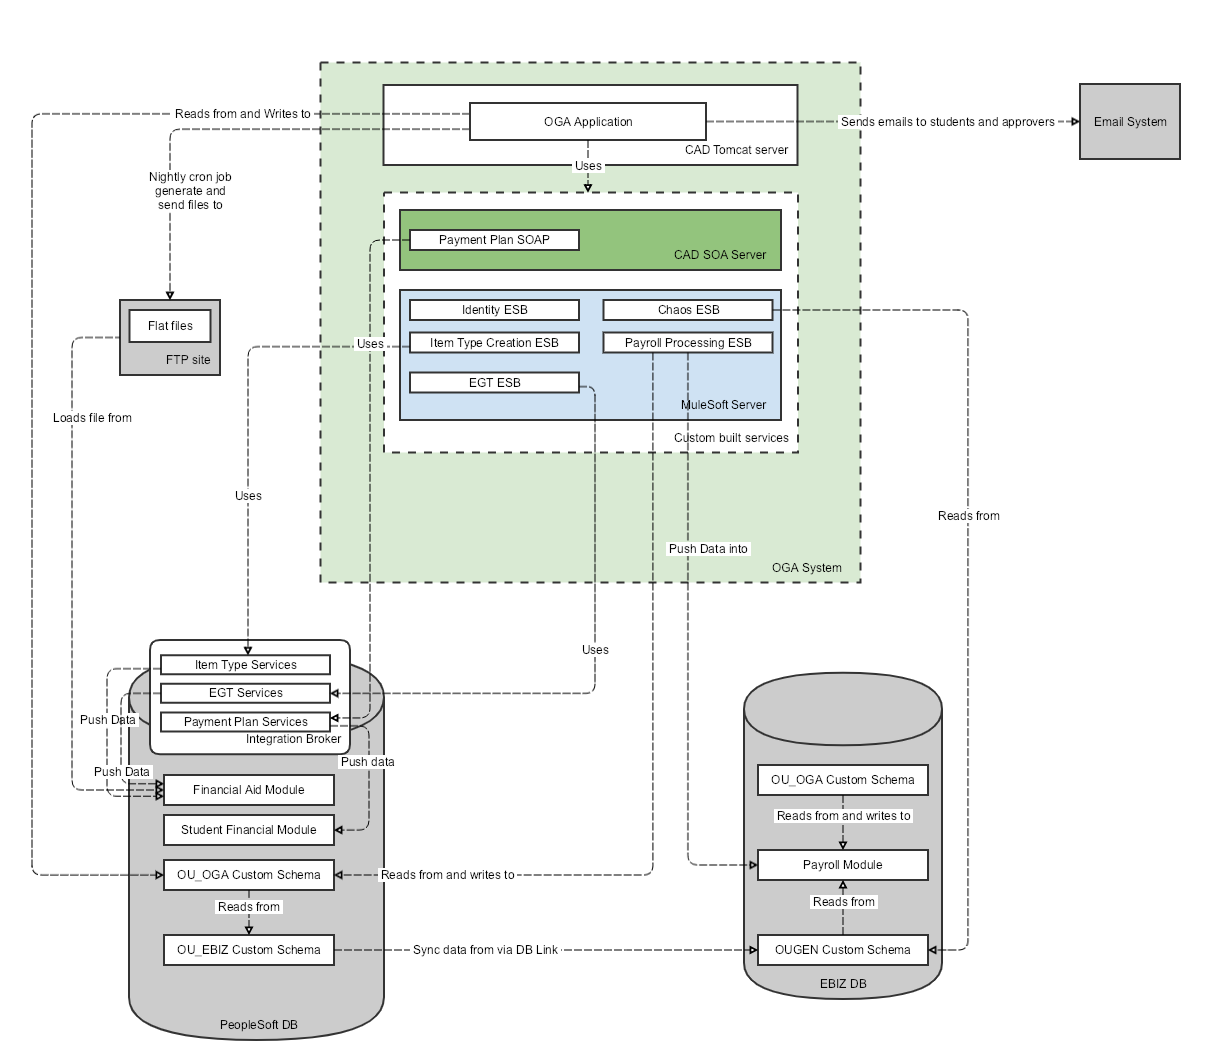 Reads from and Writes to
OGA Application
Sends emails to students and approvers
Email System
CAD Tomcat server
Uses
Nightly cron job
generate and
send files to
Payment Plan SOAP
CAD SOA Server
Identity ESB
Chaos ESB
Flat files
FTP site
Uses
Item Type Creation ESB
Payroll Processing ESB
EGT ESB
MuleSoft Server
Loads file from
Custom built services
Uses
Reads from
Push Data into
OGA System
Uses
Item Type Services
EGT Services
Push Data
Payment Plan Services
Integration Broker
Push data
Push Data
Financial Aid Module
OU_OGA Custom Schema
Reads from and writes to
Student Financial Module
Payroll Module
OU_OGA Custom Schema
Reads from and writes to
Reads from
Reads from
OU_EBIZ Custom Schema
Sync data from via DB Link
OUGEN Custom Schema
EBIZ DB
PeopleSoft DB